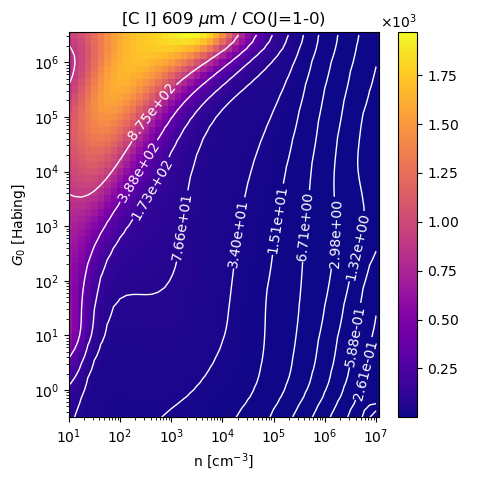 [C I] 609 μm / CO(J=1-0)
×10³
10⁶
10⁵
10⁴
10³
10²
10¹
10⁰
G₀ [Habing]
8.75e+02
3.88e+02
1.73e+02
7.66e+01
3.40e+01
1.51e+01
6.71e+00
2.98e+00
1.32e+00
5.88e-01
2.61e-01
10¹ 10² 10³ 10⁴ 10⁵ 10⁶ 10⁷
n [cm⁻³]
1.75
1.50
1.25
1.00
0.75
0.50
0.25